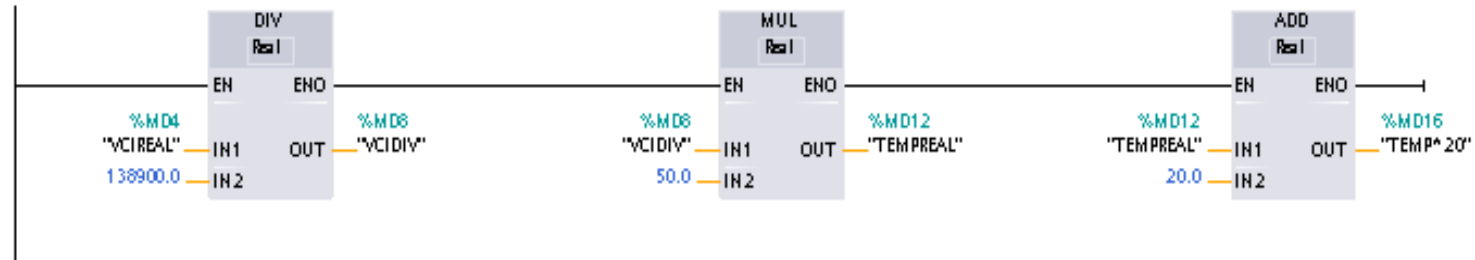 DIV
Real
EN ENO
%MD4
"VCIREAL" IN1
138900.0 IN2
OUT
%MD8
"VCIDIV"
MUL
Real
EN ENO
%MD8
"VCIDIV" IN1
50.0 IN2
OUT
%MD12
"TEMPREAL"
ADD
Real
EN ENO
%MD12
"TEMPREAL" IN1
20.0 IN2
OUT
%MD16
"TEMP*20"